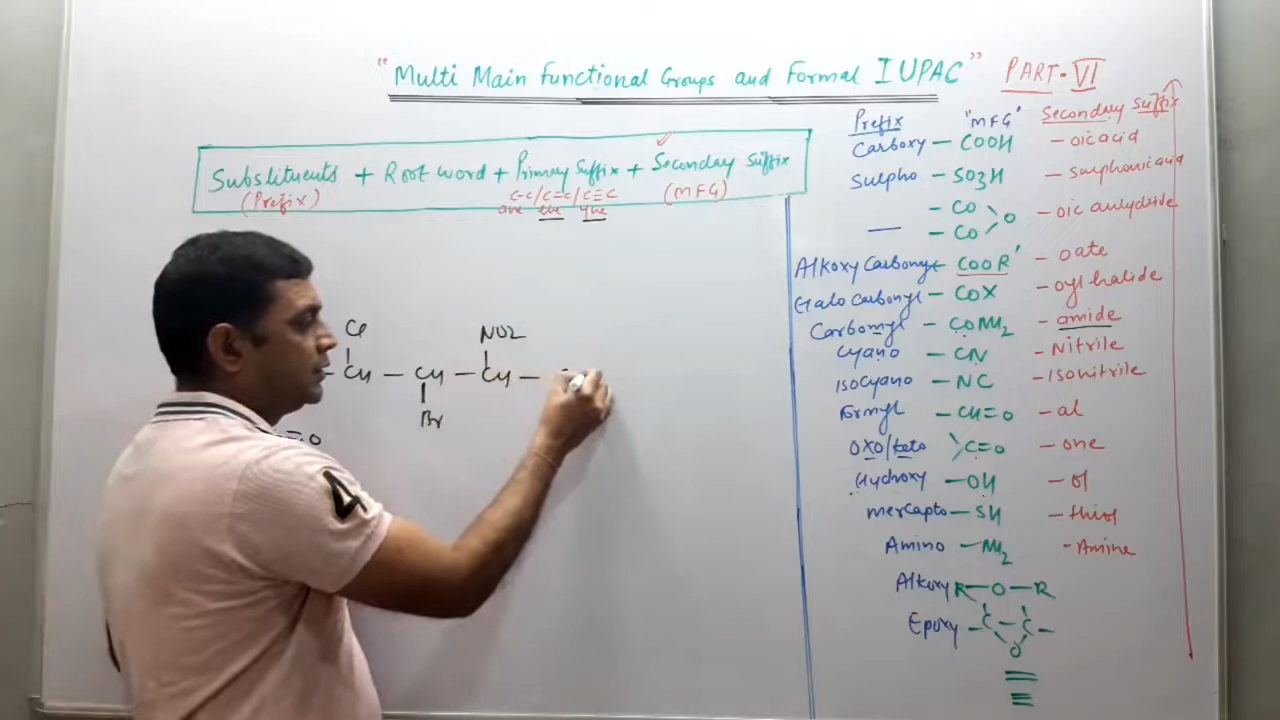 "Multi Main Functional Groups and Formal IUPAC" PART-VI
Substituents + Root word + Primary Suffix + Secondary Suffix
(Prefix) C-C/C=C/C≡C (MFG)
ane ene yne
Prefix "MFG" Secondary Suffix
Carboxy - COOH - oic acid
Sulpho - SO3H - sulphonic acid
- CO
- CO > O - oic anhydride
Alkoxy Carbonyl - COOR' - oate
Halo Carbonyl - COX - oyl halide
Carbomyl - CONH2 - amide
Cyano - CN - Nitrile
Isocyano - NC - Isonitrile
Formyl - CH=O - al
OXO/keto >C=O - one
Hydroxy - OH - ol
Mercapto - SH - thiol
Amino - NH2 - Amine
Alkoxy R-O-R
Epoxy -C-C-
O
Cl NO2
CH - CH - CH -
Br
=O
4